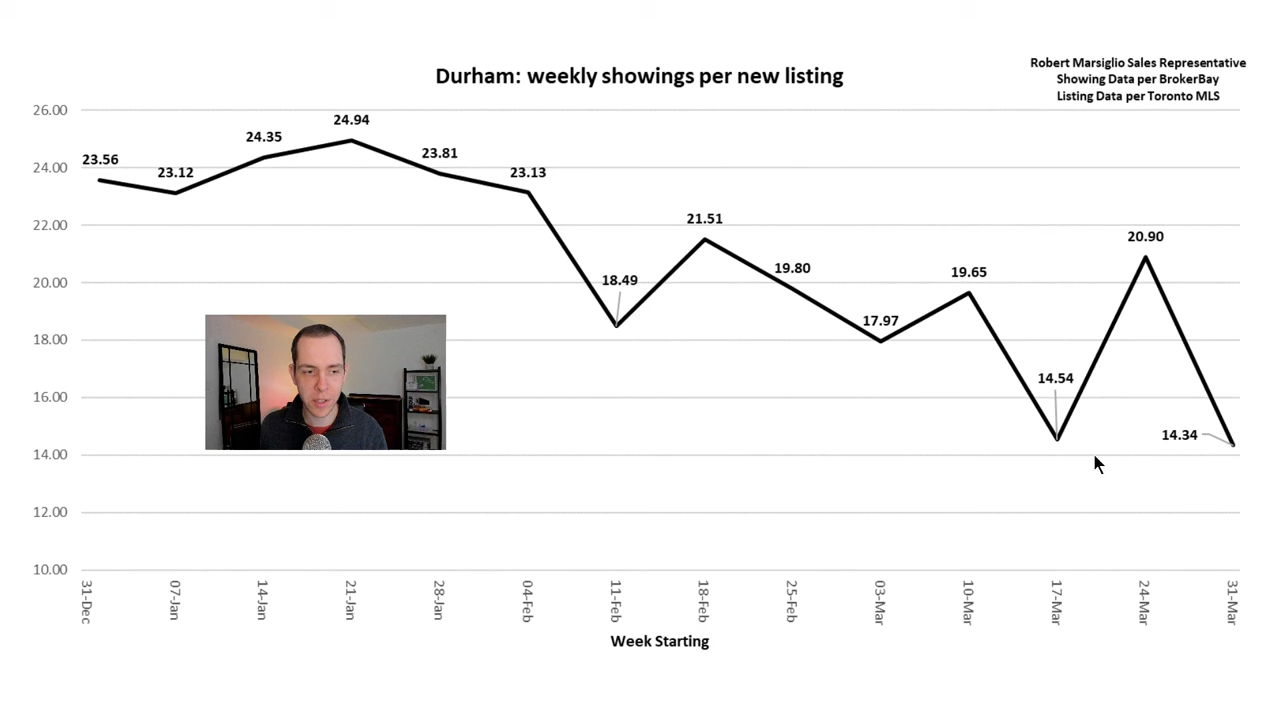 Durham: weekly showings per new listing
Robert Marsiglio Sales Representative
Showing Data per BrokerBay
Listing Data per Toronto MLS
26.00
24.00
22.00
20.00
18.00
16.00
14.00
12.00
10.00
23.56
23.12
24.35
24.94
23.81
23.13
18.49
21.51
19.80
17.97
19.65
14.54
20.90
14.34
31-Dec
07-Jan
14-Jan
21-Jan
28-Jan
04-Feb
11-Feb
18-Feb
25-Feb
03-Mar
10-Mar
17-Mar
24-Mar
31-Mar
Week Starting